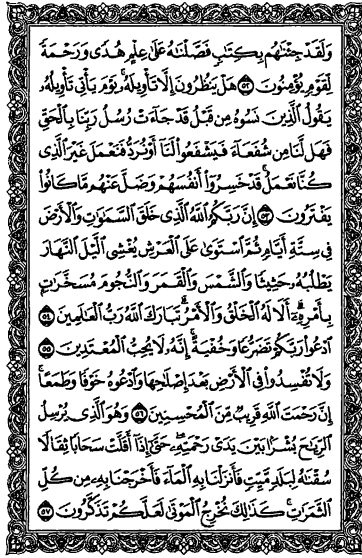 وَلَقَدْ جِئْنَٰهُم بِكِتَٰبٍ فَصَّلْنَٰهُ عَلَىٰ عِلْمٍ هُدًى وَرَحْمَةً
لِّقَوْمٍ يُؤْمِنُونَ ٥٢ هَلْ يَنظُرُونَ إِلَّا تَأْوِيلَهُۥ ۚ يَوْمَ يَأْتِى تَأْوِيلُهُۥ
يَقُولُ ٱلَّذِينَ نَسُوهُ مِن قَبْلُ قَدْ جَآءَتْ رُسُلُ رَبِّنَا بِٱلْحَقِّ
فَهَل لَّنَا مِن شُفَعَآءَ فَيَشْفَعُوا۟ لَنَآ أَوْ نُرَدُّ فَنَعْمَلَ غَيْرَ ٱلَّذِى
كُنَّا نَعْمَلُ ۚ قَدْ خَسِرُوٓا۟ أَنفُسَهُمْ وَضَلَّ عَنْهُم مَّا كَانُوا۟
يَفْتَرُونَ ٥٣ إِنَّ رَبَّكُمُ ٱللَّهُ ٱلَّذِى خَلَقَ ٱلسَّمَٰوَٰتِ وَٱلْأَرْضَ
فِى سِتَّةِ أَيَّامٍ ثُمَّ ٱسْتَوَىٰ عَلَى ٱلْعَرْشِ يُغْشِى ٱلَّيْلَ ٱلنَّهَارَ
يَطْلُبُهُۥ حَثِيثًا وَٱلشَّمْسَ وَٱلْقَمَرَ وَٱلنُّجُومَ مُسَخَّرَٰتٍۭ
بِأَمْرِهِۦٓ ۗ أَلَا لَهُ ٱلْخَلْقُ وَٱلْأَمْرُ ۗ تَبَارَكَ ٱللَّهُ رَبُّ ٱلْعَٰلَمِينَ ٥٤
ٱدْعُوا۟ رَبَّكُمْ تَضَرُّعًا وَخُفْيَةً ۚ إِنَّهُۥ لَا يُحِبُّ ٱلْمُعْتَدِينَ ٥٥
وَلَا تُفْسِدُوا۟ فِى ٱلْأَرْضِ بَعْدَ إِصْلَٰحِهَا وَٱدْعُوهُ خَوْفًا وَطَمَعًا ۚ
إِنَّ رَحْمَتَ ٱللَّهِ قَرِيبٌ مِّنَ ٱلْمُحْسِنِينَ ٥٦ وَهُوَ ٱلَّذِى يُرْسِلُ
ٱلرِّيَٰحَ بُشْرًۢا بَيْنَ يَدَىْ رَحْمَتِهِۦ ۖ حَتَّىٰٓ إِذَآ أَقَلَّتْ سَحَابًا ثِقَالًا
سُقْنَٰهُ لِبَلَدٍ مَّيِّتٍ فَأَنزَلْنَا بِهِ ٱلْمَآءَ فَأَخْرَجْنَا بِهِۦ مِن كُلِّ
ٱلثَّمَرَٰتِ ۚ كَذَٰلِكَ نُخْرِجُ ٱلْمَوْتَىٰ لَعَلَّكُمْ تَذَكَّرُونَ ٥٧